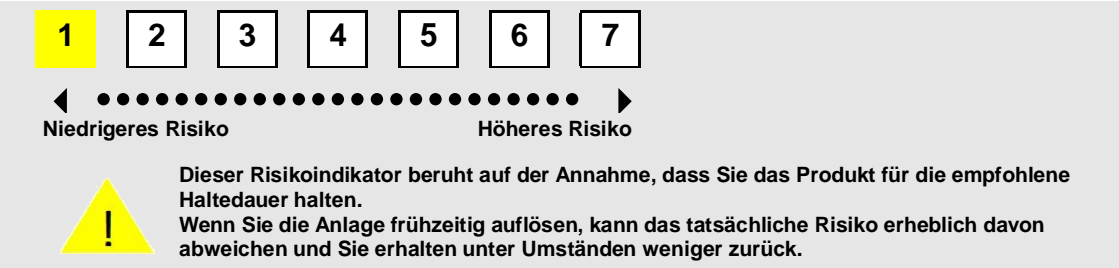 1 2 3 4 5 6 7
Niedrigeres Risiko Höheres Risiko
Dieser Risikoindikator beruht auf der Annahme, dass Sie das Produkt für die empfohlene
Haltedauer halten.
Wenn Sie die Anlage frühzeitig auflösen, kann das tatsächliche Risiko erheblich davon
abweichen und Sie erhalten unter Umständen weniger zurück.
!